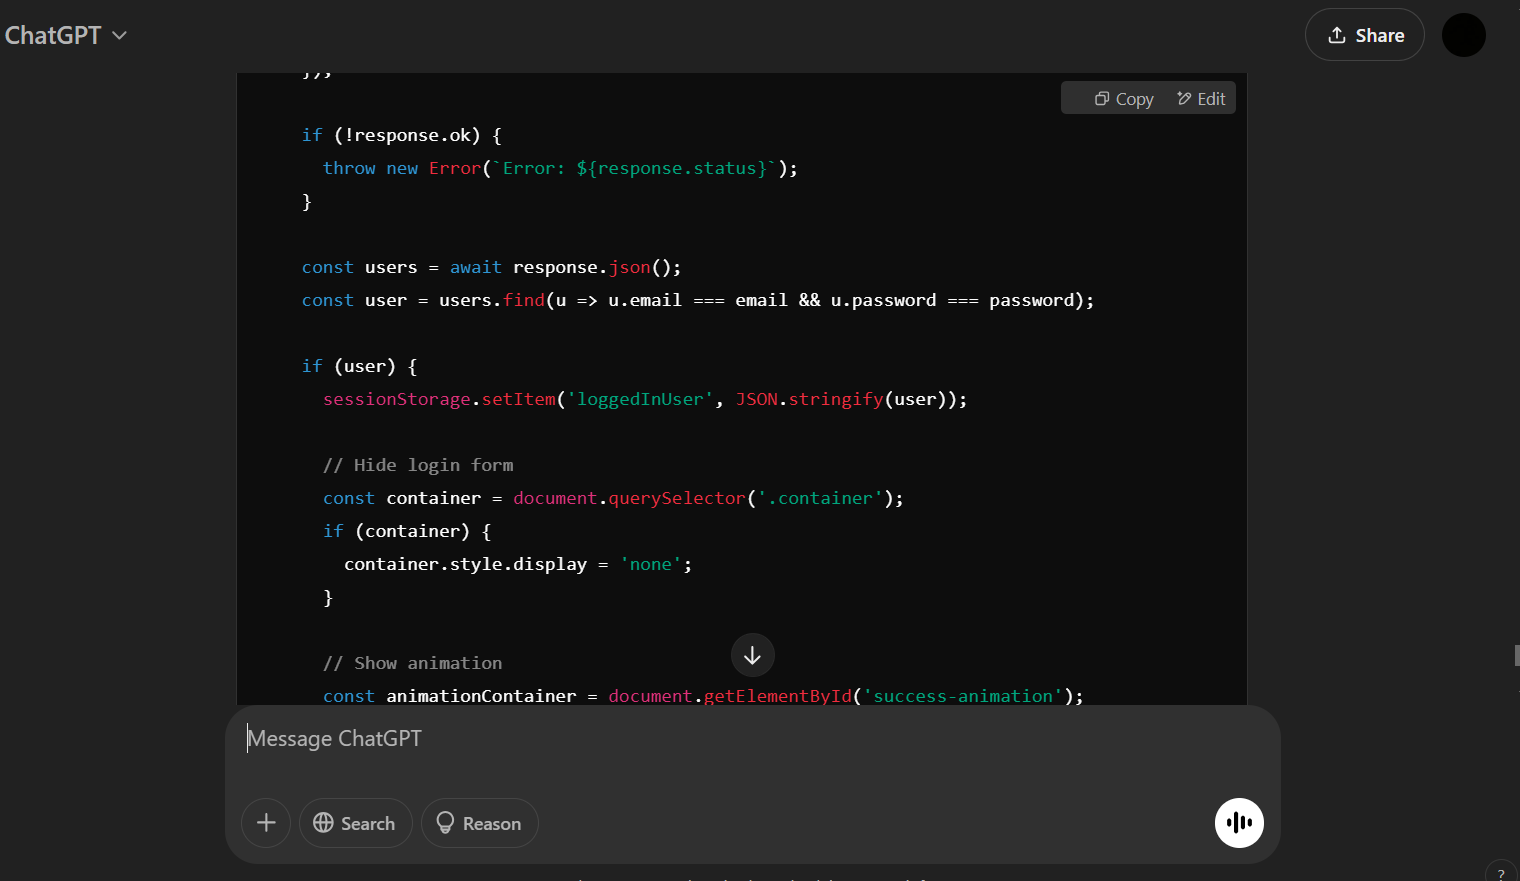 ChatGPT
Share
});
Copy Edit
if (!response.ok) {
throw new Error(`Error: ${response.status}`);
}
const users = await response.json();
const user = users.find(u => u.email === email && u.password === password);
if (user) {
sessionStorage.setItem('loggedInUser', JSON.stringify(user));
// Hide login form
const container = document.querySelector('.container');
if (container) {
container.style.display = 'none';
}
// Show animation
const animationContainer = document.getElementById('success-animation');
Message ChatGPT
Search Reason
?